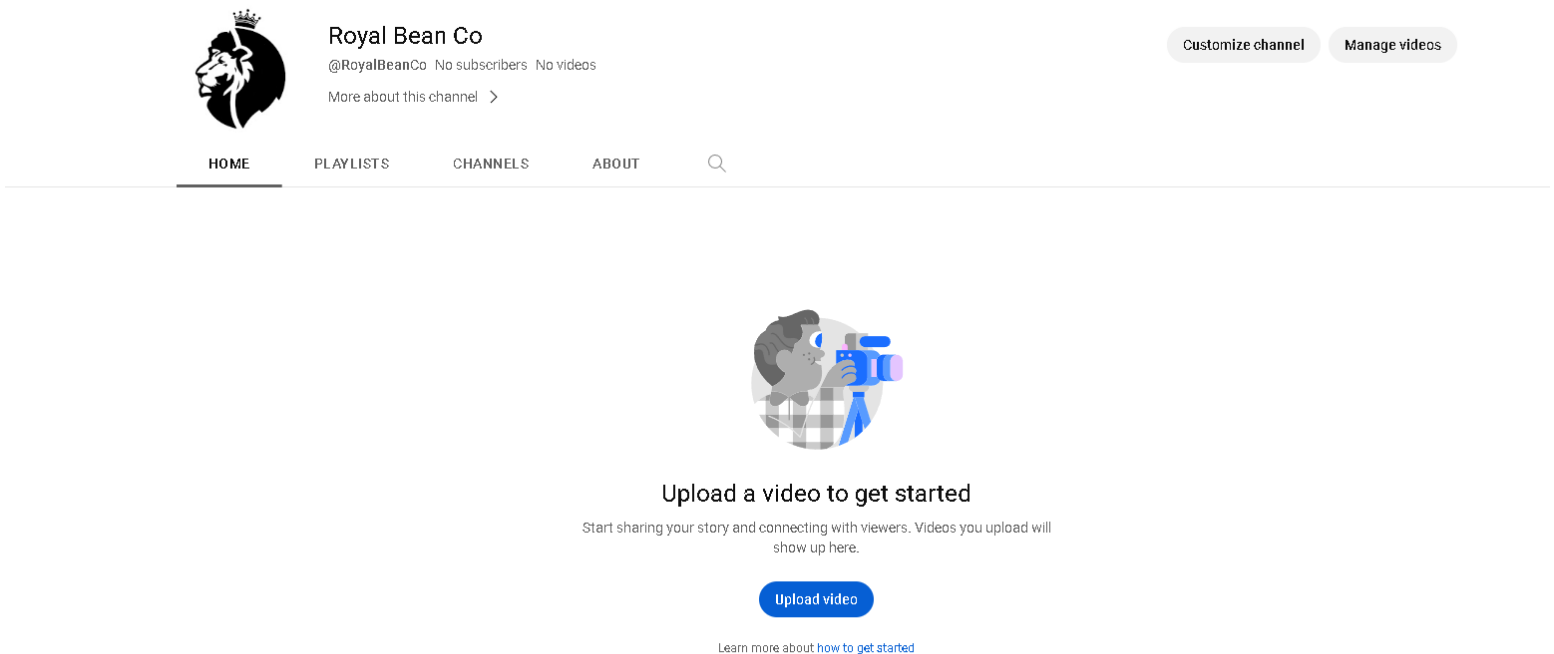 Royal Bean Co
@RoyalBeanCo No subscribers No videos
More about this channel
Customize channel
Manage videos
HOME
PLAYLISTS
CHANNELS
ABOUT
Upload a video to get started
Start sharing your story and connecting with viewers. Videos you upload will
show up here.
Upload video
Learn more about how to get started